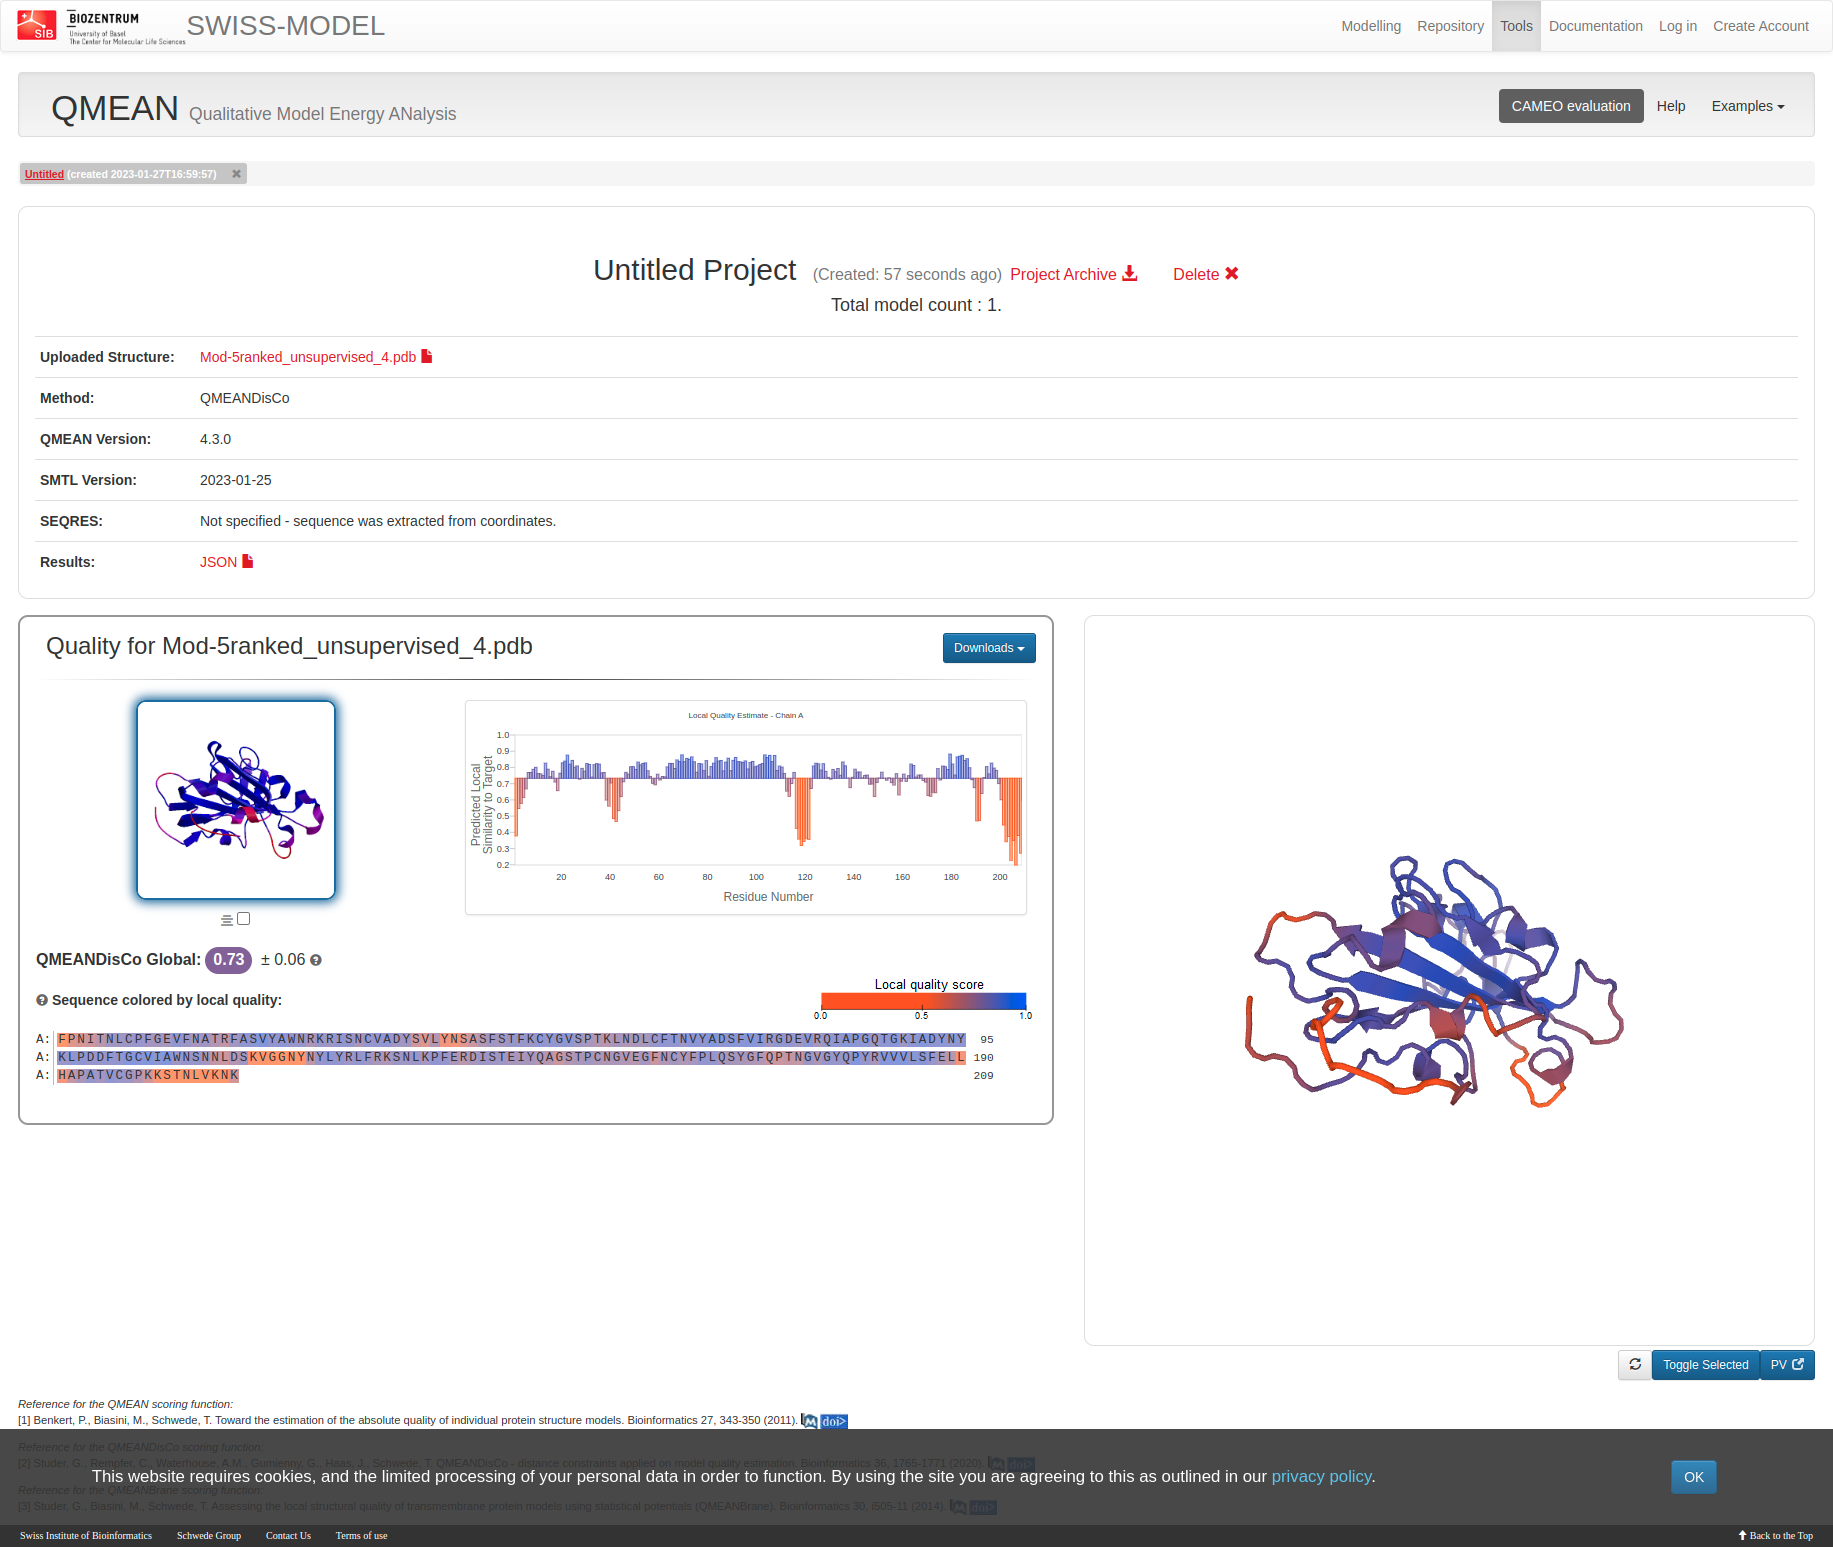 SIB
BIOZENTRUM
University of Basel
The Center for Molecular Life Sciences
SWISS-MODEL
Modelling Repository Tools Documentation Log in Create Account
QMEAN Qualitative Model Energy ANalysis
CAMEO evaluation Help Examples
Untitled (created 2023-01-27T16:59:57)
Untitled Project (Created: 57 seconds ago) Project Archive Delete
Total model count : 1.
Uploaded Structure: Mod-5ranked_unsupervised_4.pdb
Method: QMEANDisCo
QMEAN Version: 4.3.0
SMTL Version: 2023-01-25
SEQRES: Not specified - sequence was extracted from coordinates.
Results: JSON
Quality for Mod-5ranked_unsupervised_4.pdb
Downloads
Local Quality Estimate - Chain A
Predicted Local
Similarity to Target
1.0
0.9
0.8
0.7
0.6
0.5
0.4
0.3
0.2
20 40 60 80 100 120 140 160 180 200
Residue Number
QMEANDisCo Global: 0.73 ± 0.06
Sequence colored by local quality:
Local quality score
0.0 0.5 1.0
A: FPNITNLCPFGEVFNATRFASVYAWNRKRISNCVADYSVLYNSASFSTFKCYGVSPTKLNDLCFTNVYADSFVIRGDEVRQIAPGQTGKIADYNY 95
A: KLPDDFTGCVIAWNSNNLDSKVGGNYNYLYRLFRKSNLKPFERDISTEIYQAGSTPCNGVEGFNCYFPLQSYGFQPTNGVGYQPYRVVVLSFELL 190
A: HAPATVCGPKKSTNLVKNK 209
Toggle Selected PV
Reference for the QMEAN scoring function:
[1] Benkert, P., Biasini, M., Schwede, T. Toward the estimation of the absolute quality of individual protein structure models. Bioinformatics 27, 343-350 (2011). M doi>
Reference for the QMEANDisCo scoring function:
[2] Studer, G., Rempfer, C., Waterhouse, A.M., Gumienny, G., Haas, J., Schwede, T. QMEANDisCo - distance constraints applied on model quality estimation. Bioinformatics 36, 1765-1771 (2020). M doi>
This website requires cookies, and the limited processing of your personal data in order to function. By using the site you are agreeing to this as outlined in our privacy policy. OK
Reference for the QMEANBrane scoring function:
[3] Studer, G., Biasini, M., Schwede, T. Assessing the local structural quality of transmembrane protein models using statistical potentials (QMEANBrane). Bioinformatics 30, i505-11 (2014). M doi>
Swiss Institute of Bioinformatics Schwede Group Contact Us Terms of use Back to the Top